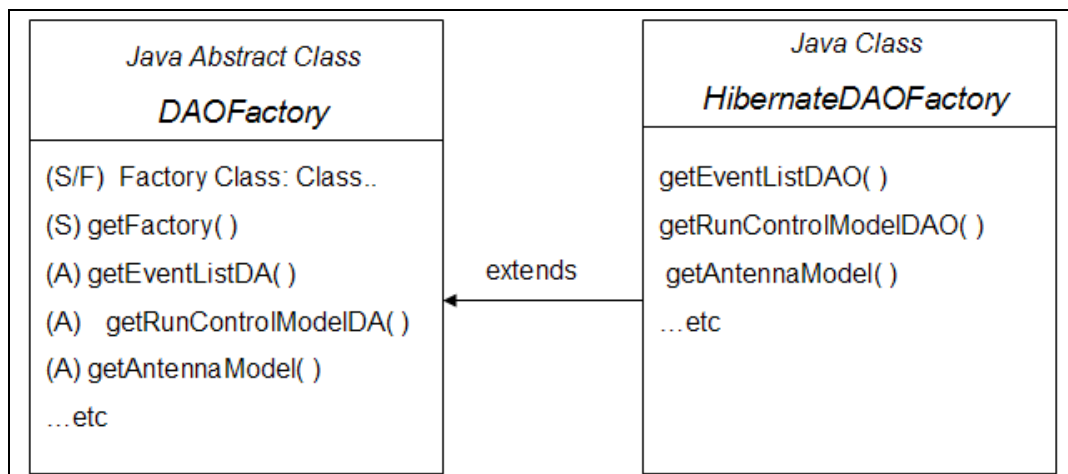 Java Abstract Class
DAOFactory
(S/F) Factory Class: Class..
(S) getFactory( )
(A) getEventListDA( )
(A) getRunControlModelDA( )
(A) getAntennaModel( )
...etc
extends
Java Class
HibernateDAOFactory
getEventListDAO( )
getRunControlModelDAO( )
getAntennaModel( )
...etc